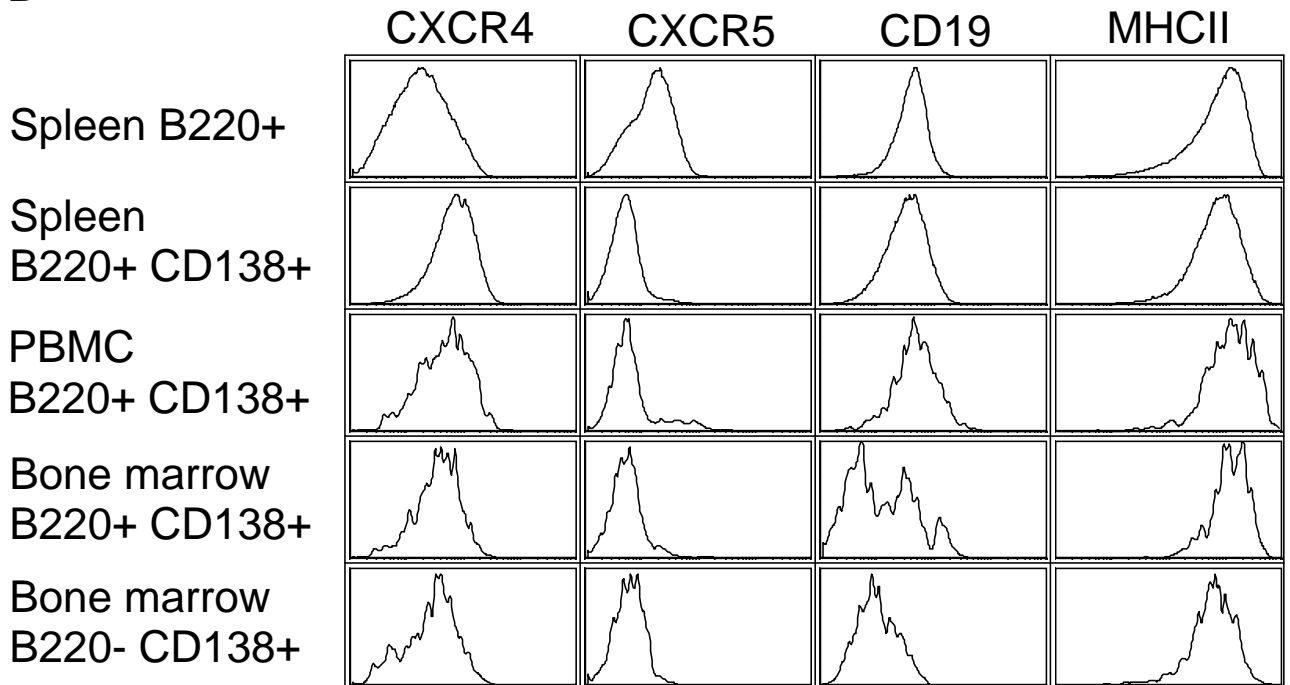 CXCR4 CXCR5 CD19 MHCII
Spleen B220+
Spleen
B220+ CD138+
PBMC
B220+ CD138+
Bone marrow
B220+ CD138+
Bone marrow
B220- CD138+